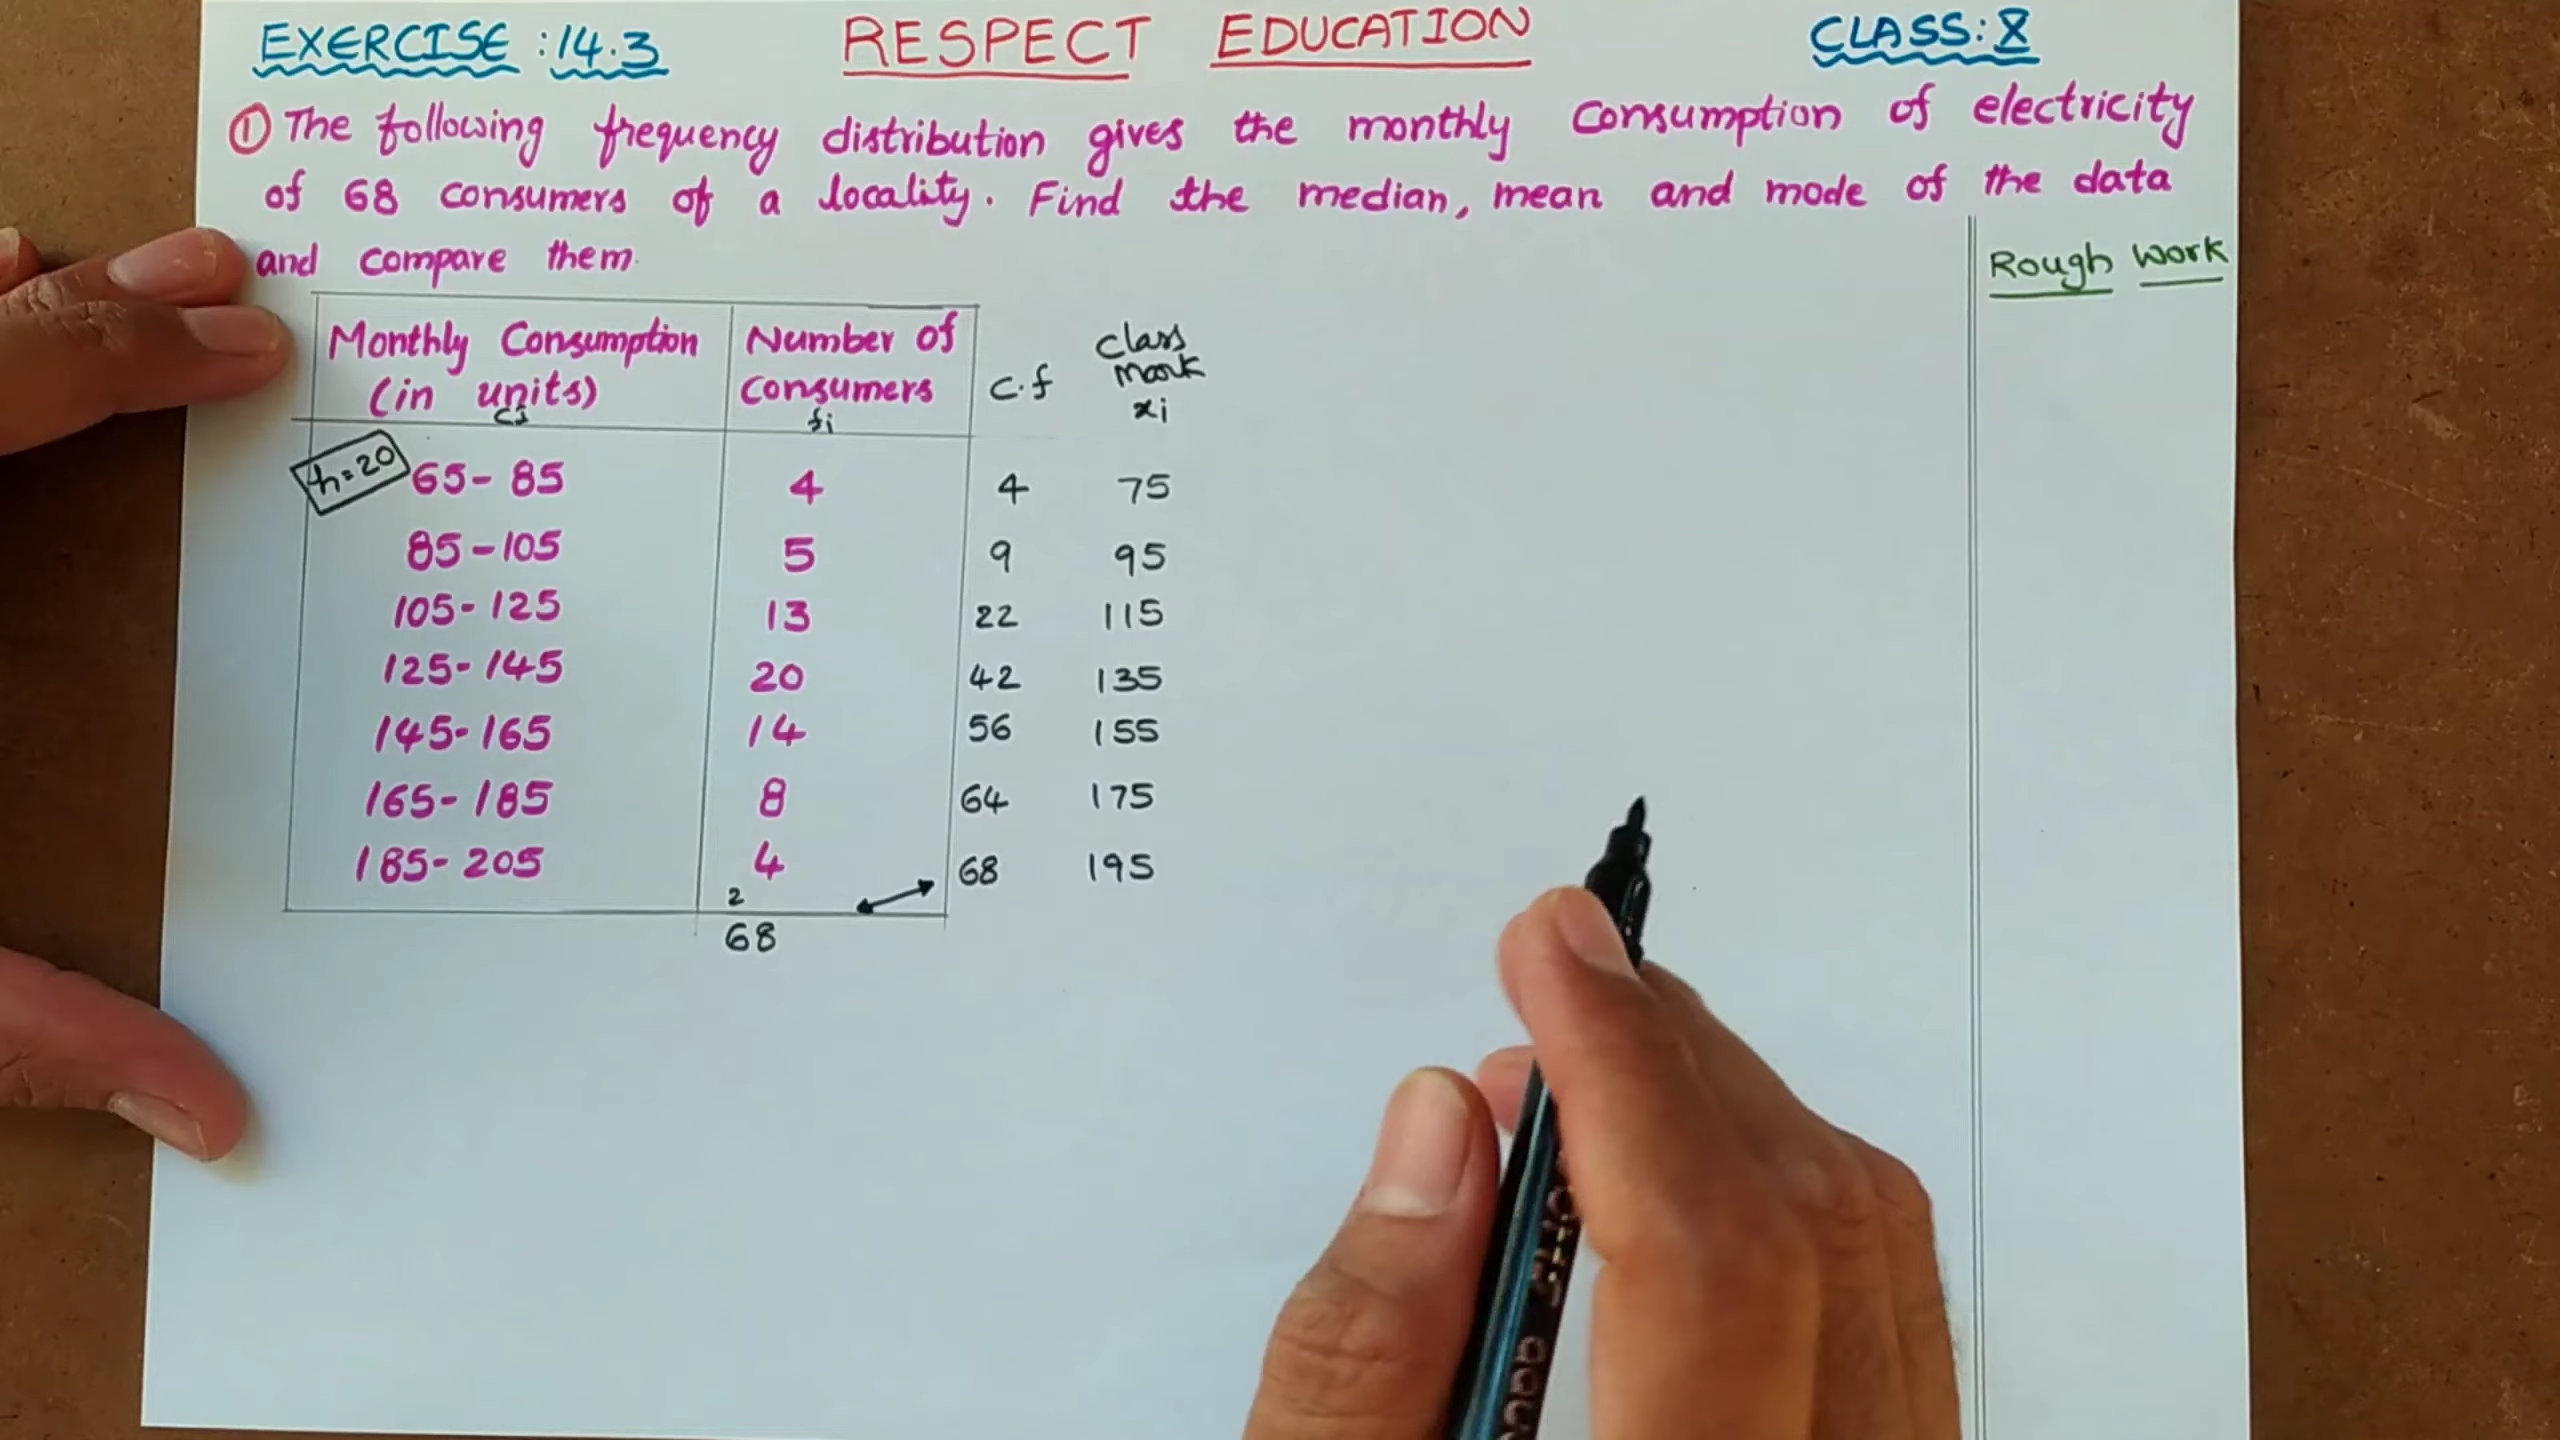 EXERCISE : 14.3 RESPECT EDUCATION CLASS: X
① The following frequency distribution gives the monthly consumption of electricity
of 68 consumers of a locality. Find the median, mean and mode of the data
and compare them.
Rough Work
Monthly Consumption (in units) CI Number of Consumers fi c.f class mark xi
h=20
65-85 4 4 75
85-105 5 9 95
105-125 13 22 115
125-145 20 42 135
145-165 14 56 155
165-185 8 64 175
185-205 4 68 195
2
68